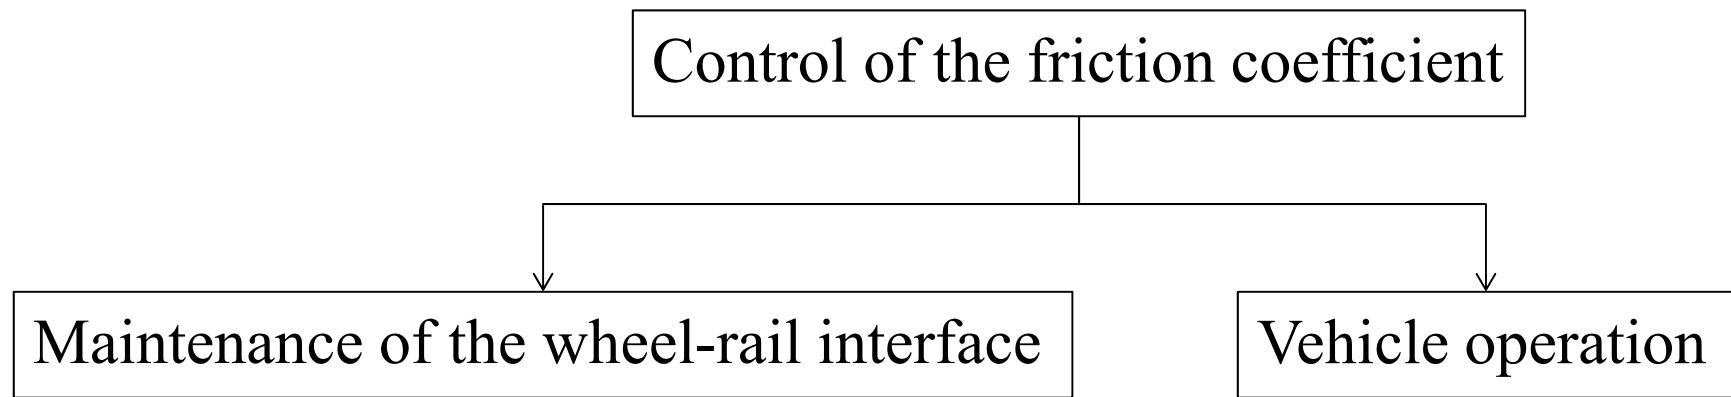 Control of the friction coefficient
Maintenance of the wheel-rail interface
Vehicle operation